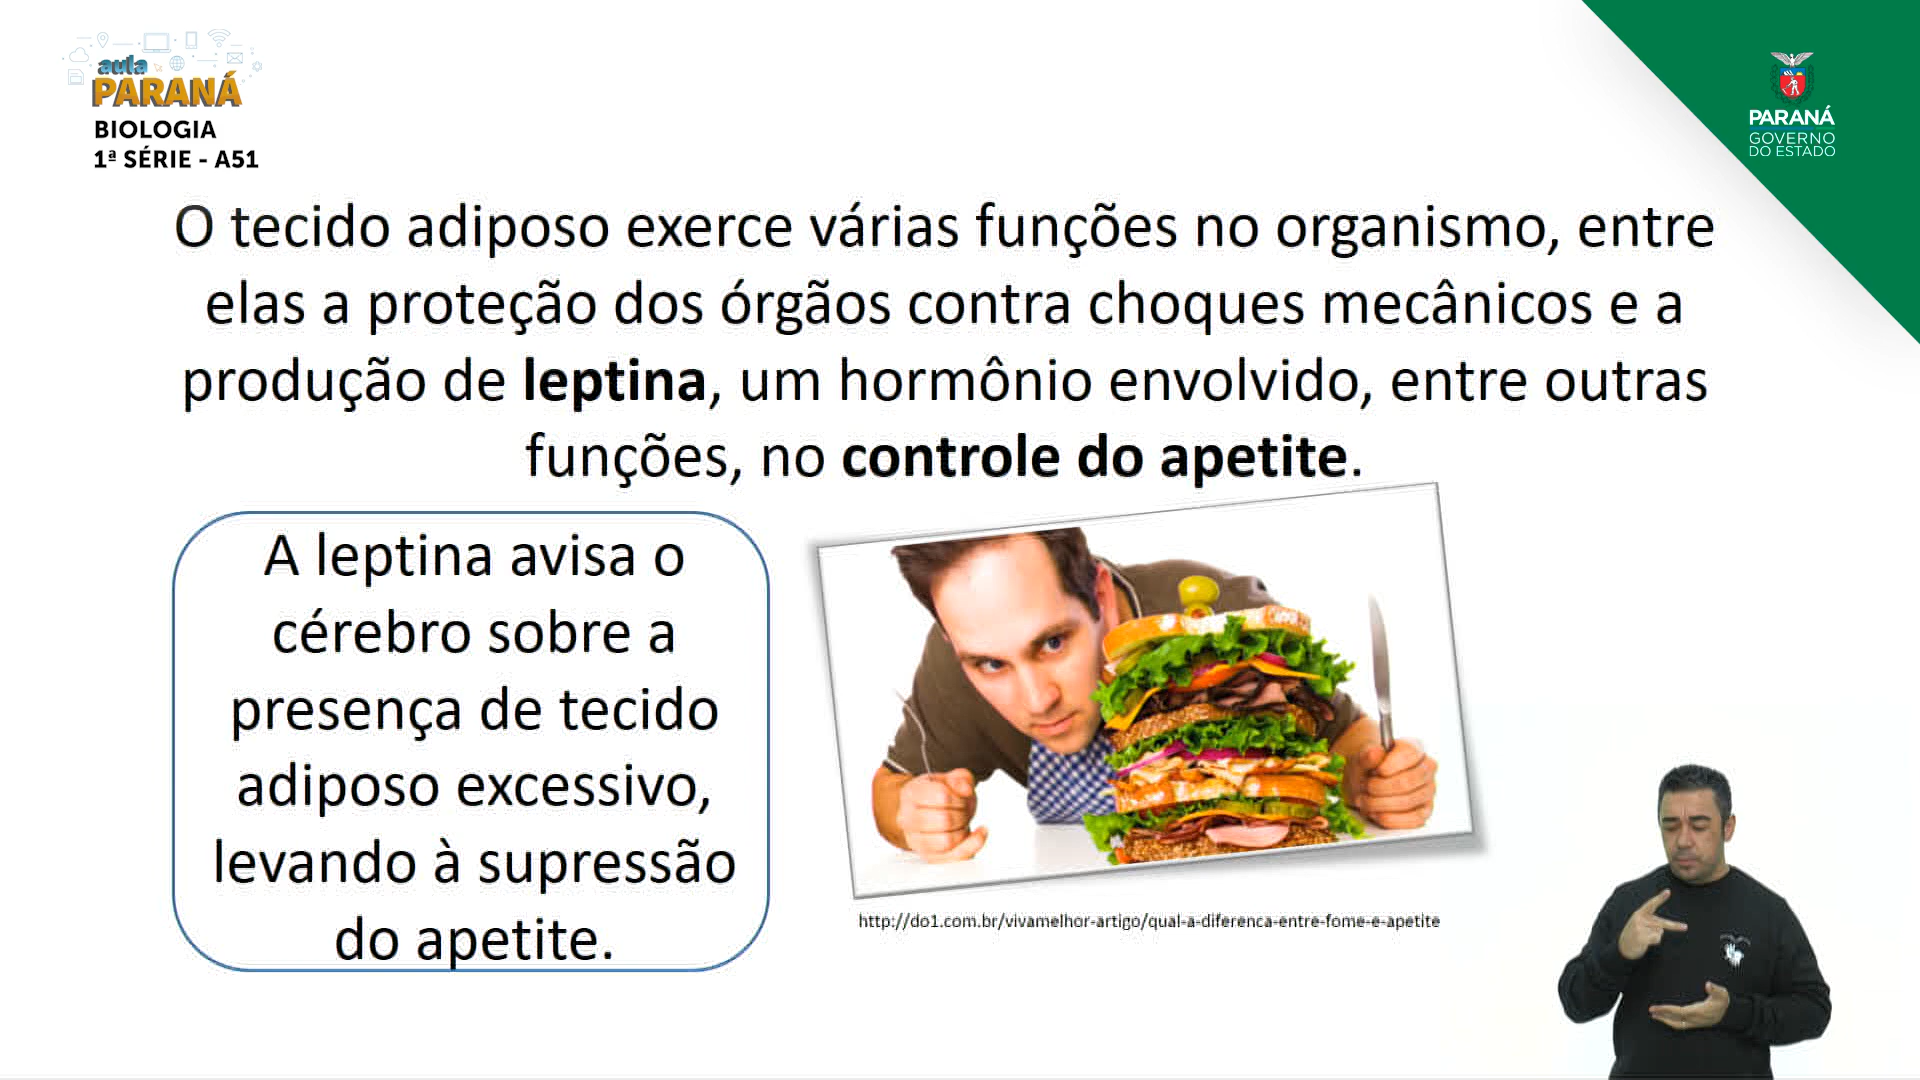 aula
PARANÁ
BIOLOGIA
1ª SÉRIE - A51
PARANÁ
GOVERNO
DO ESTADO
O tecido adiposo exerce várias funções no organismo, entre
elas a proteção dos órgãos contra choques mecânicos e a
produção de leptina, um hormônio envolvido, entre outras
funções, no controle do apetite.
A leptina avisa o
cérebro sobre a
presença de tecido
adiposo excessivo,
levando à supressão
do apetite.
http://do1.com.br/vivamelhor-artigo/qual-a-diferenca-entre-fome-e-apetite